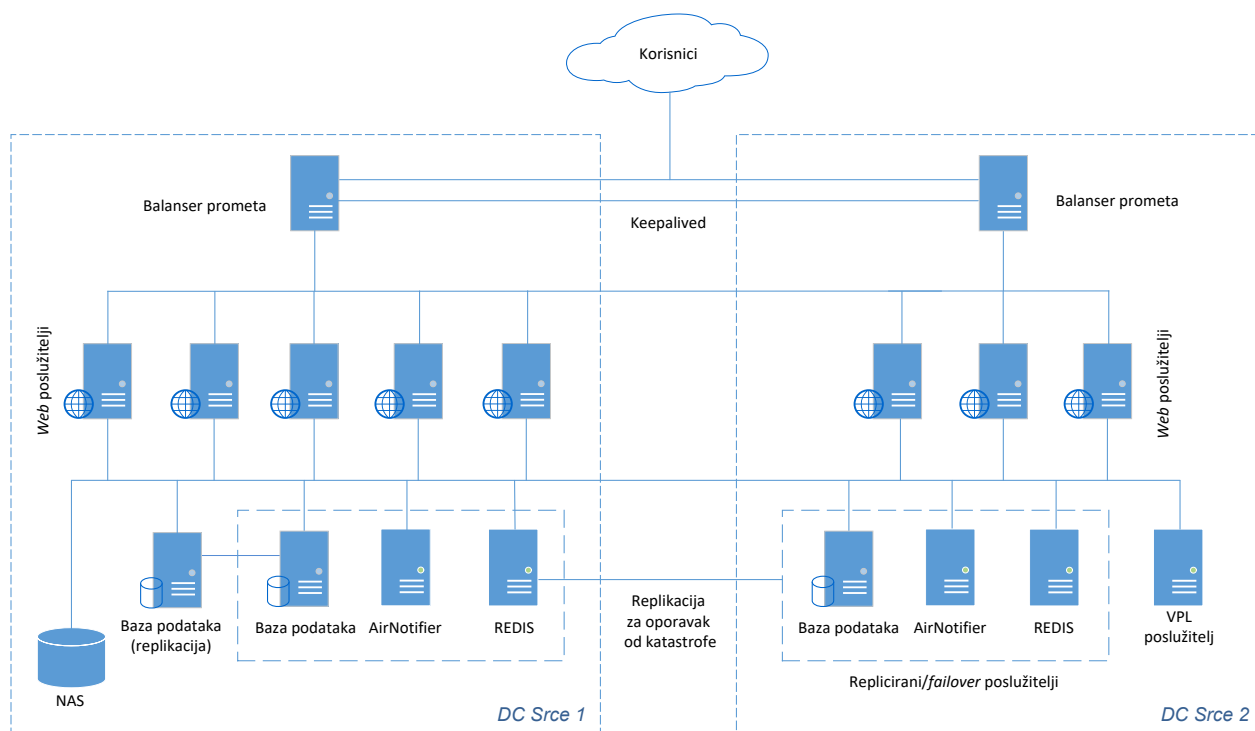 Korisnici
Balanser prometa
Balanser prometa
Keepalived
Web poslužitelji
Web poslužitelji
Baza podataka
(replikacija)
Baza podataka
AirNotifier
REDIS
Replikacija
za oporavak
od katastrofe
Baza podataka
AirNotifier
REDIS
VPL
poslužitelj
NAS
Replicirani/failover poslužitelji
DC Srce 1
DC Srce 2